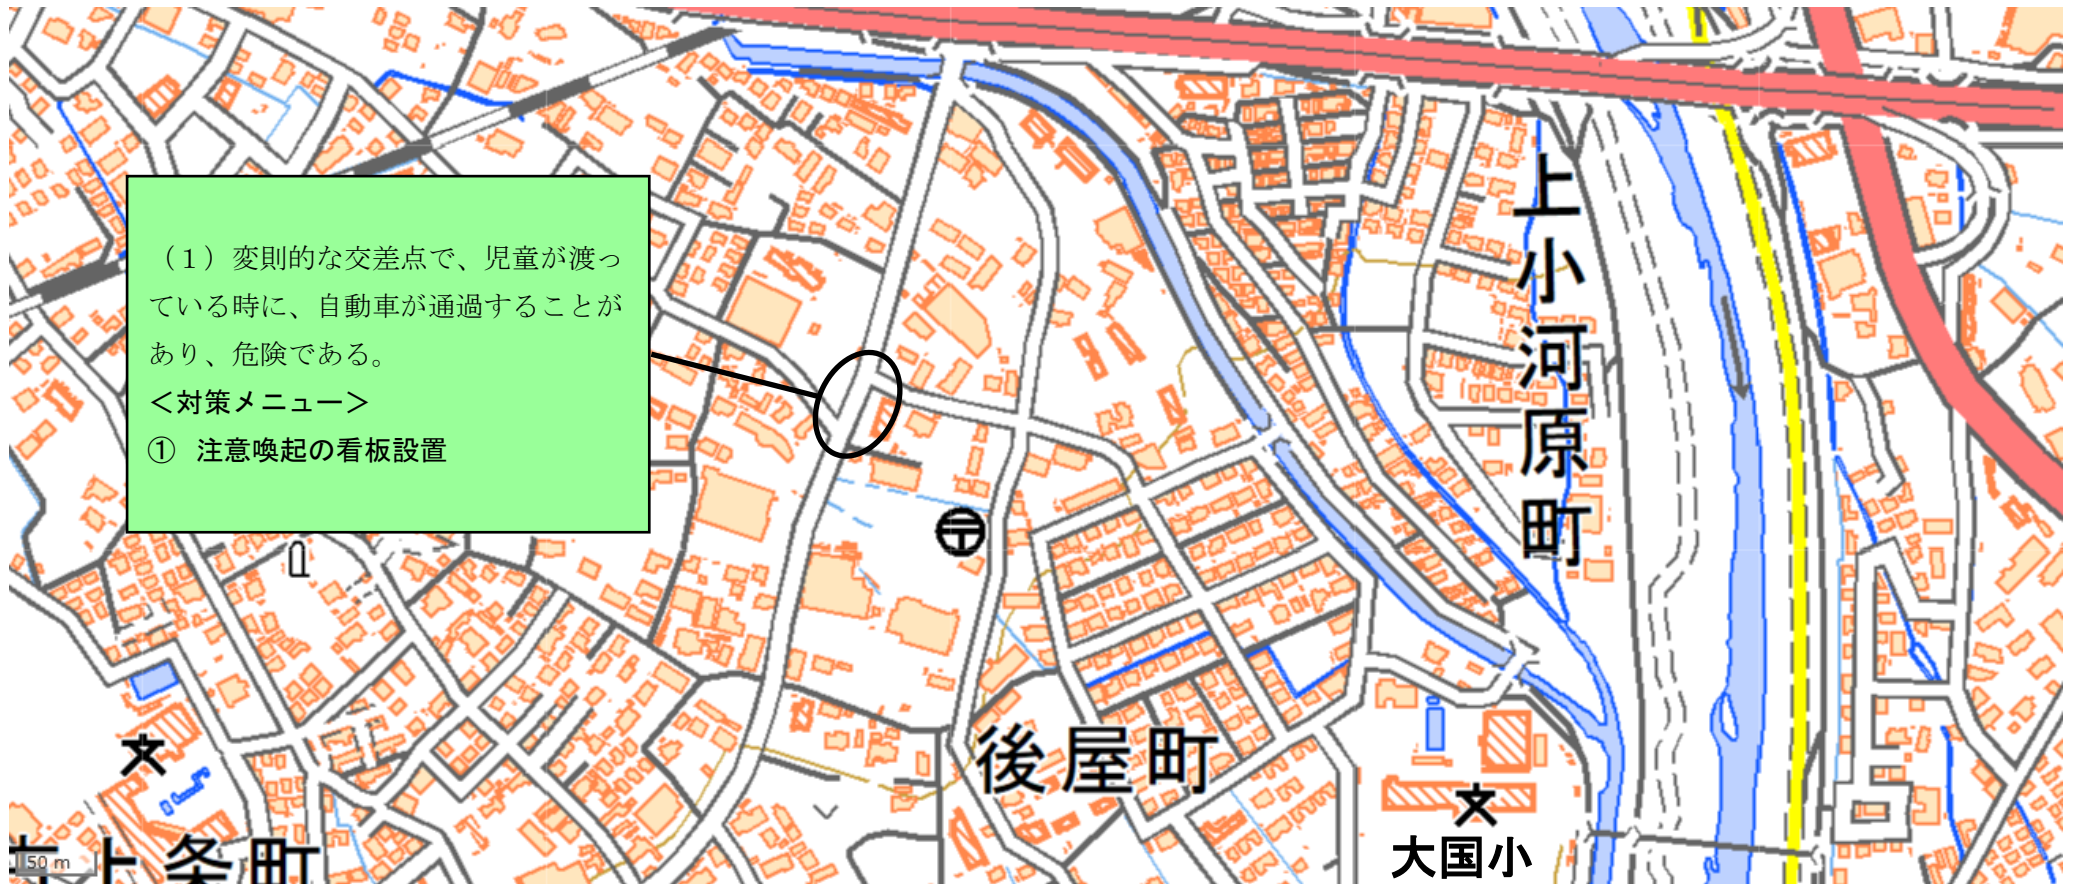 （１）変則的な交差点で、児童が渡っ
ている時に、自動車が通過することが
あり、危険である。
＜対策メニュー＞
① 注意喚起の看板設置
上小河原町
後屋町
大国小
上条町
50 m